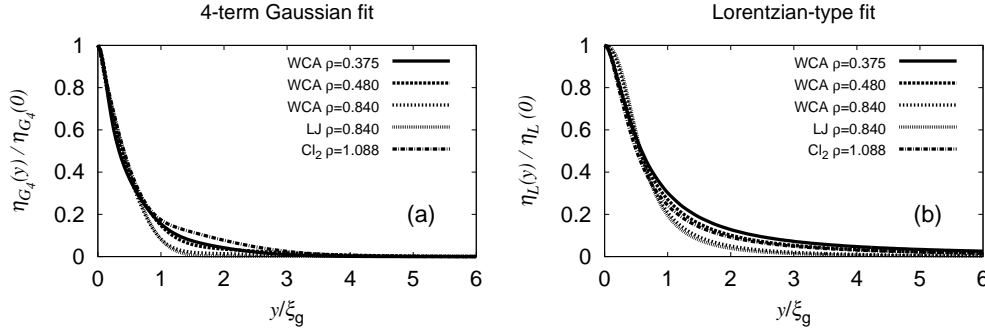 4-term Gaussian fit
η_{G_4}(y) / η_{G_4}(0)
1
0.8
0.6
0.4
0.2
0
WCA ρ=0.375
WCA ρ=0.480
WCA ρ=0.840
LJ ρ=0.840
Cl₂ ρ=1.088
(a)
0 1 2 3 4 5 6
y/ξ_g
Lorentzian-type fit
η_L(y) / η_L(0)
1
0.8
0.6
0.4
0.2
0
WCA ρ=0.375
WCA ρ=0.480
WCA ρ=0.840
LJ ρ=0.840
Cl₂ ρ=1.088
(b)
0 1 2 3 4 5 6
y/ξ_g